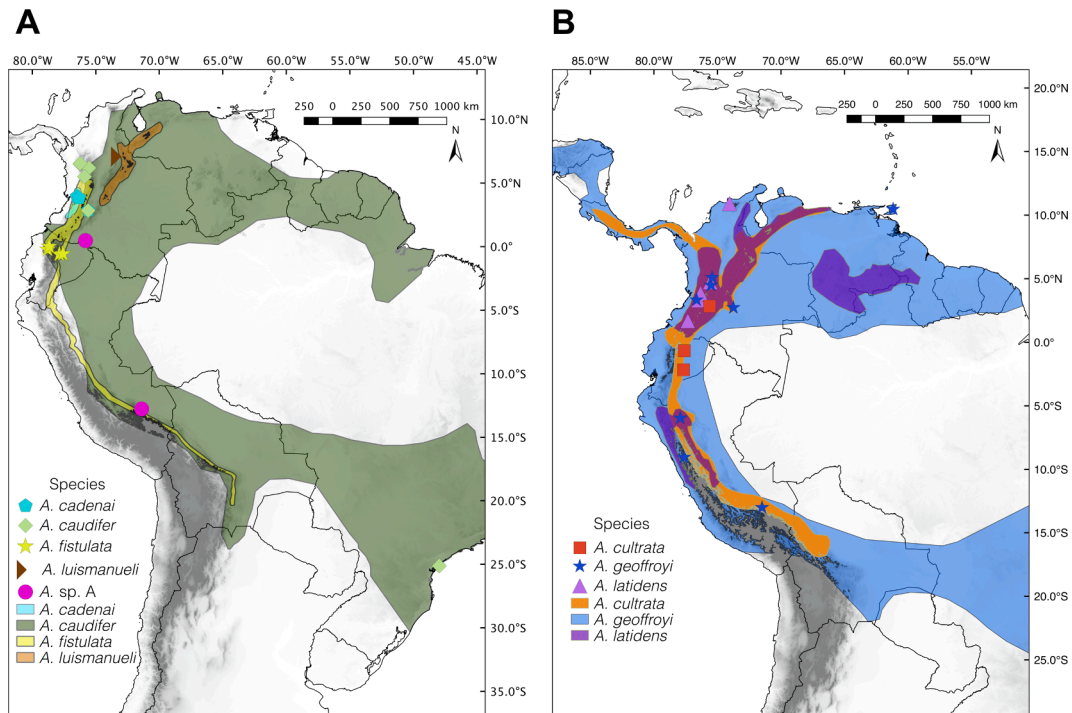 A
B
80.0°W 75.0°W 70.0°W 65.0°W 60.0°W 55.0°W 50.0°W 48.0°W
85.0°W 80.0°W 75.0°W 70.0°W 65.0°W 60.0°W 55.0°W
250 0 250 500 750 1000 km
N
10.0°N
5.0°N
0.0°
5.0°S
10.0°S
15.0°S
20.0°S
25.0°S
30.0°S
35.0°S
Species
A. cadenai
A. caudifer
A. fistulata
A. luismanueli
A. sp. A
A. cadenai
A. caudifer
A. fistulata
A. luismanueli
250 0 250 500 750 1000 km
N
20.0°N
15.0°N
10.0°N
5.0°N
0.0°
5.0°S
10.0°S
15.0°S
20.0°S
25.0°S
Species
A. cultrata
A. geoffroyi
A. latidens
A. cultrata
A. geoffroyi
A. latidens